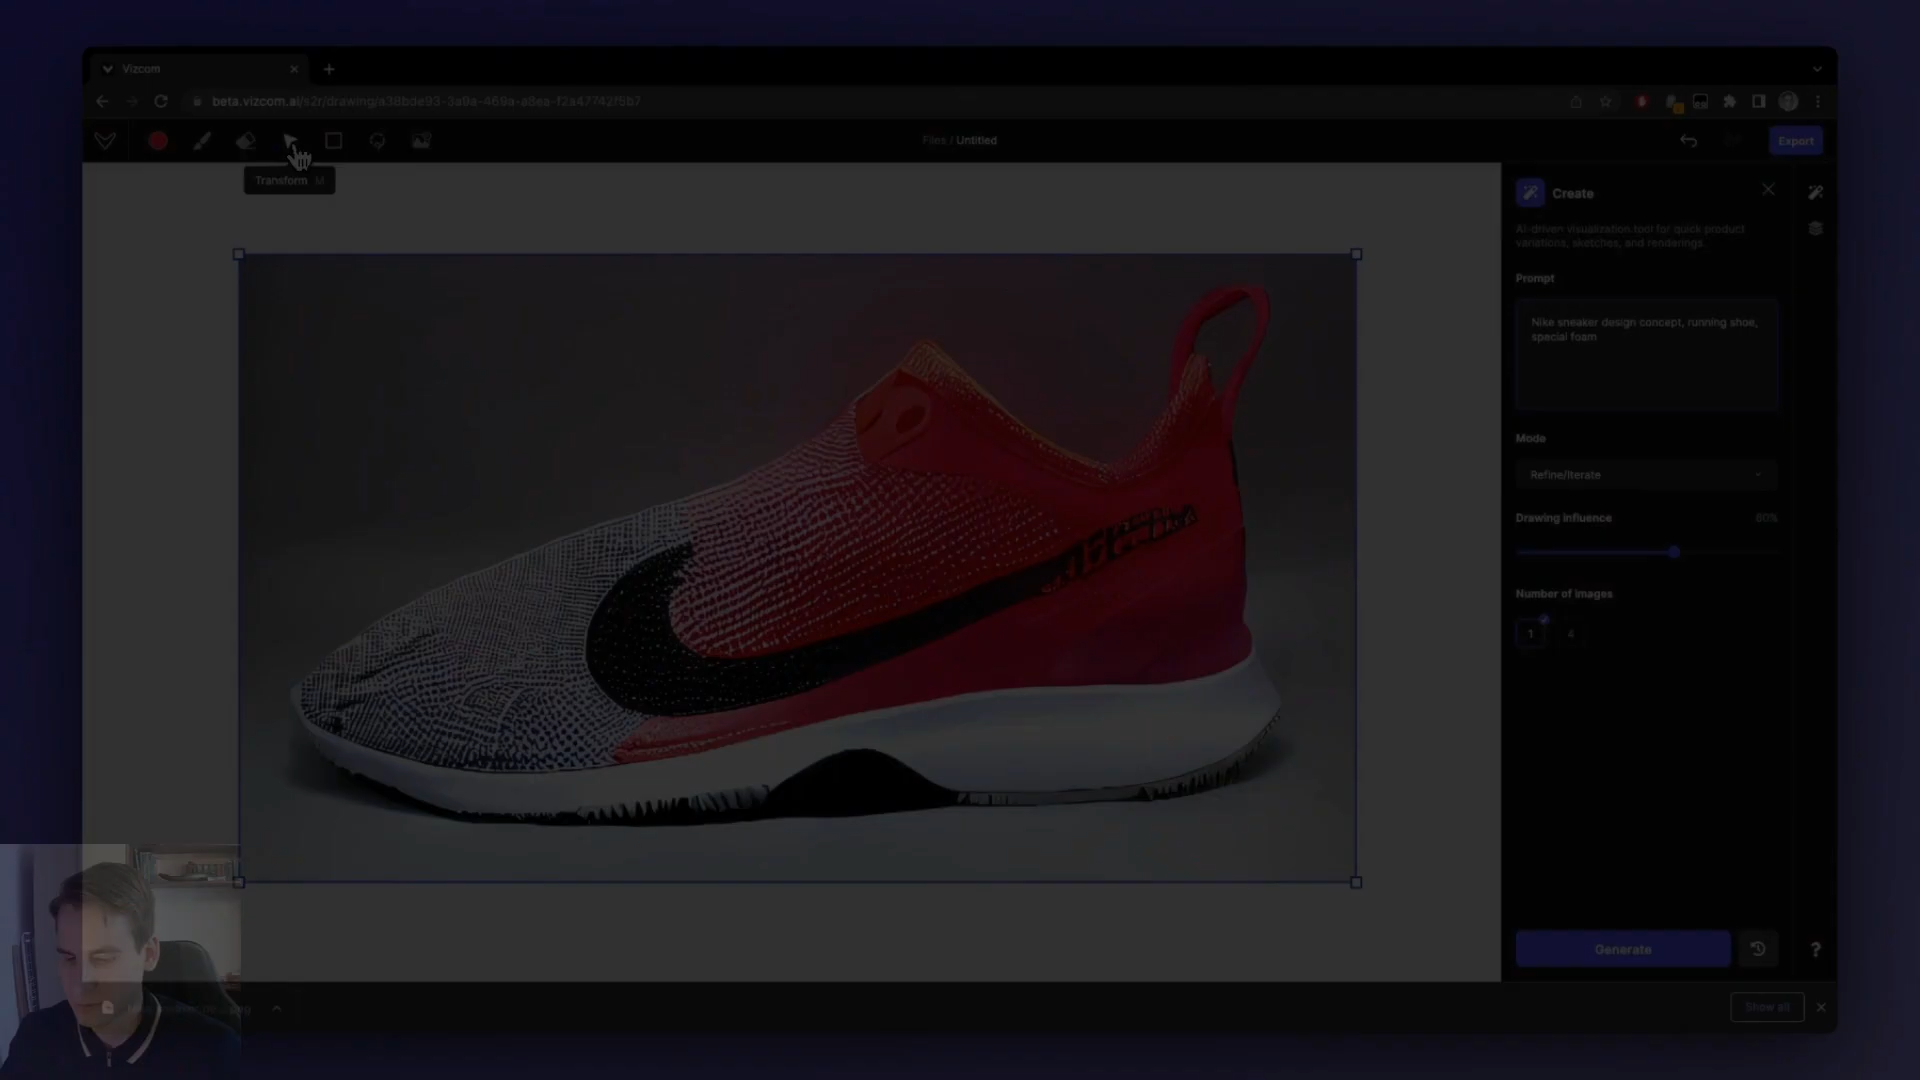 Vizcom
beta.vizcom.ai/s2r/drawing/a38bde93-3a9a-469a-a8ea-f2a47742f6b7
Files / Untitled
Export
Transform M
Create
AI-driven visualization tool for quick product
variations, sketches, and renderings.
Prompt
Nike sneaker design concept, running shoe,
special foam
Mode
Refine/Iterate
Drawing Influence 60%
Number of Images
1 4
Generate
?
Show all